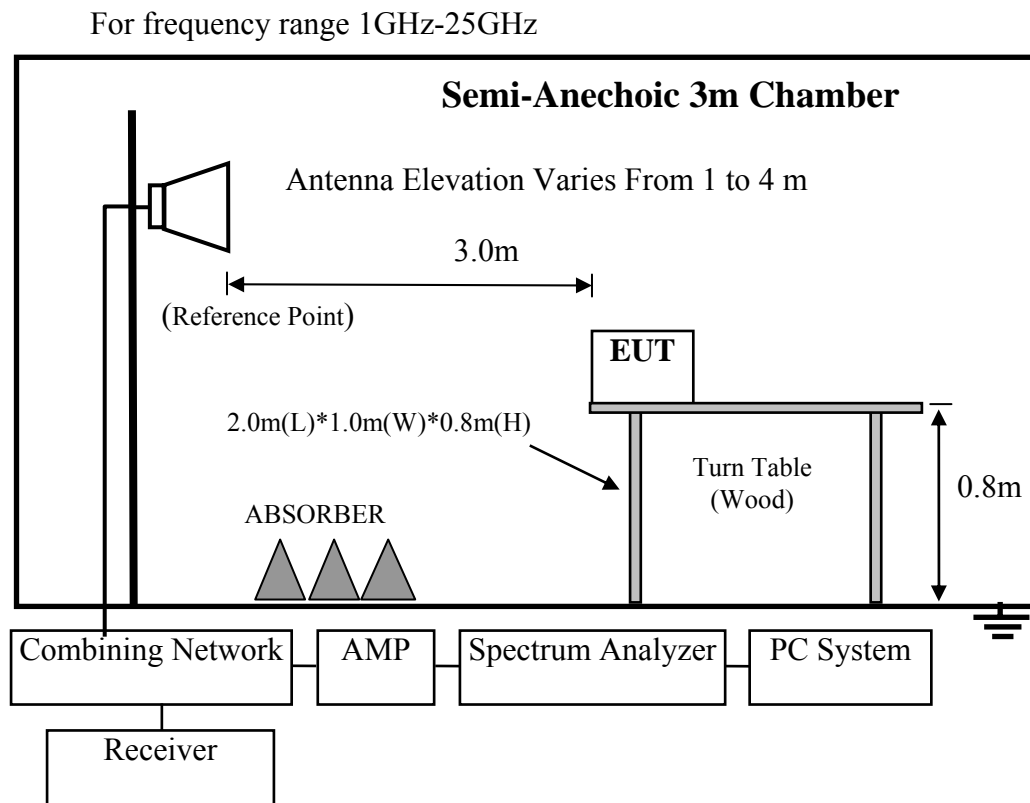 For frequency range 1GHz-25GHz
Semi-Anechoic 3m Chamber
Antenna Elevation Varies From 1 to 4 m
3.0m
(Reference Point)
EUT
2.0m(L)*1.0m(W)*0.8m(H)
Turn Table
(Wood)
0.8m
ABSORBER
Combining Network
AMP
Spectrum Analyzer
PC System
Receiver